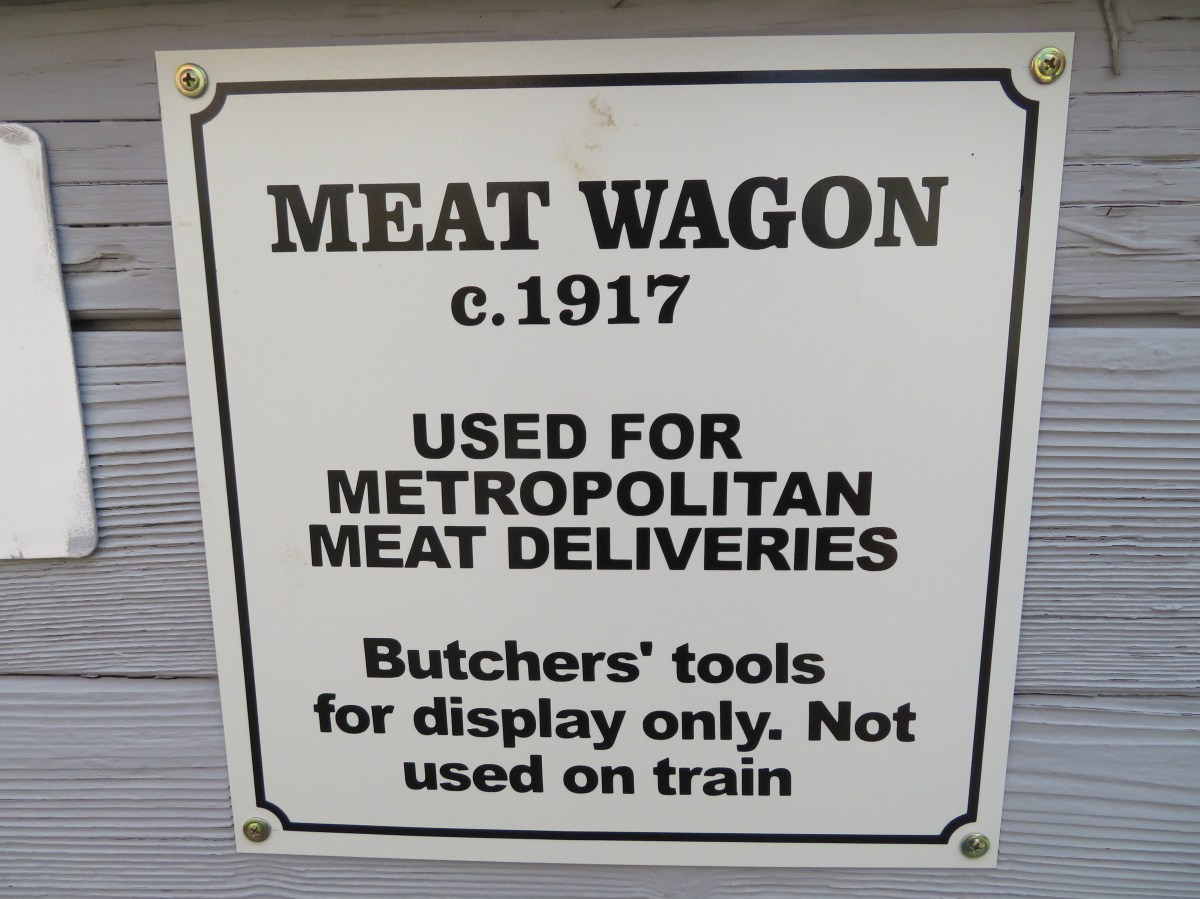 MEAT WAGON
c.1917
USED FOR
METROPOLITAN
MEAT DELIVERIES
Butchers' tools
for display only. Not
used on train